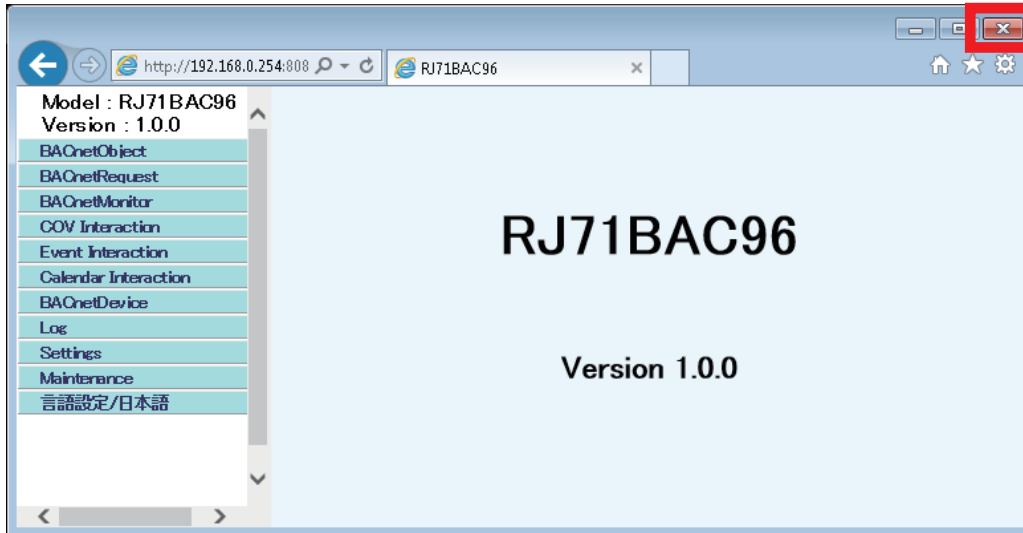 http://192.168.0.254:808
RJ71BAC96
Model : RJ71BAC96
Version : 1.0.0
BACnetObject
BACnetRequest
BACnetMonitor
COV Interaction
Event Interaction
Calendar Interaction
BACnetDevice
Log
Settings
Maintenance
言語設定/日本語
RJ71BAC96
Version 1.0.0